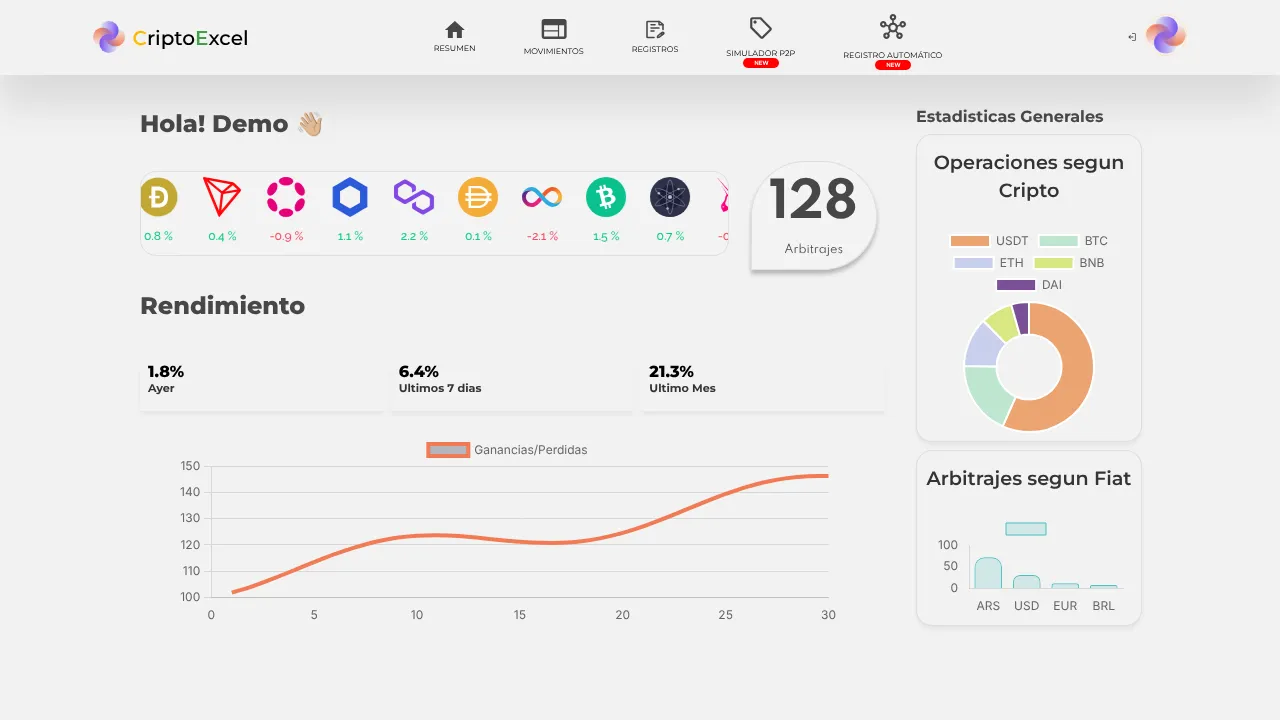 CriptoExcel
RESUMEN
MOVIMIENTOS
REGISTROS
SIMULADOR P2P
NEW
REGISTRO AUTOMÁTICO
NEW
Hola! Demo 👋🏼
0.8 %
0.4 %
-0.9 %
1.1 %
2.2 %
0.1 %
-2.1 %
1.5 %
0.7 %
128
Arbitrajes
Rendimiento
1.8%
Ayer
6.4%
Ultimos 7 dias
21.3%
Ultimo Mes
Ganancias/Perdidas
150
140
130
120
110
100
0 5 10 15 20 25 30
Estadisticas Generales
Operaciones segun
Cripto
USDT BTC
ETH BNB
DAI
Arbitrajes segun Fiat
100
50
0
ARS USD EUR BRL